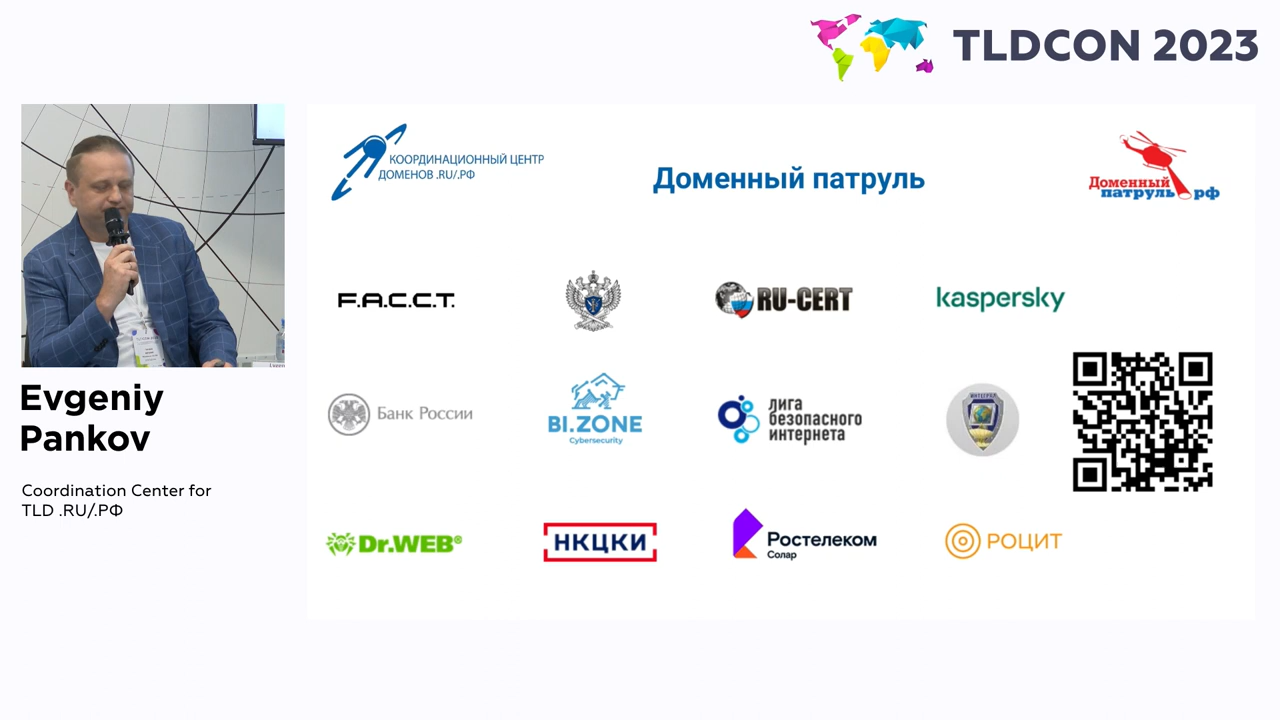 TLDCON 2023
КООРДИНАЦИОННЫЙ ЦЕНТР
ДОМЕНОВ .RU/.РФ
Доменный патруль
Доменный
патруль рф
F.A.C.C.T.
RU-CERT
kaspersky
Банк России
BI.ZONE
Cybersecurity
лига
безопасного
интернета
ИНТЕГРАЛ
Dr.WEB®
НКЦКИ
Ростелеком
Солар
РОЦИТ
Evgeniy
Pankov
Coordination Center for
TLD .RU/.РФ